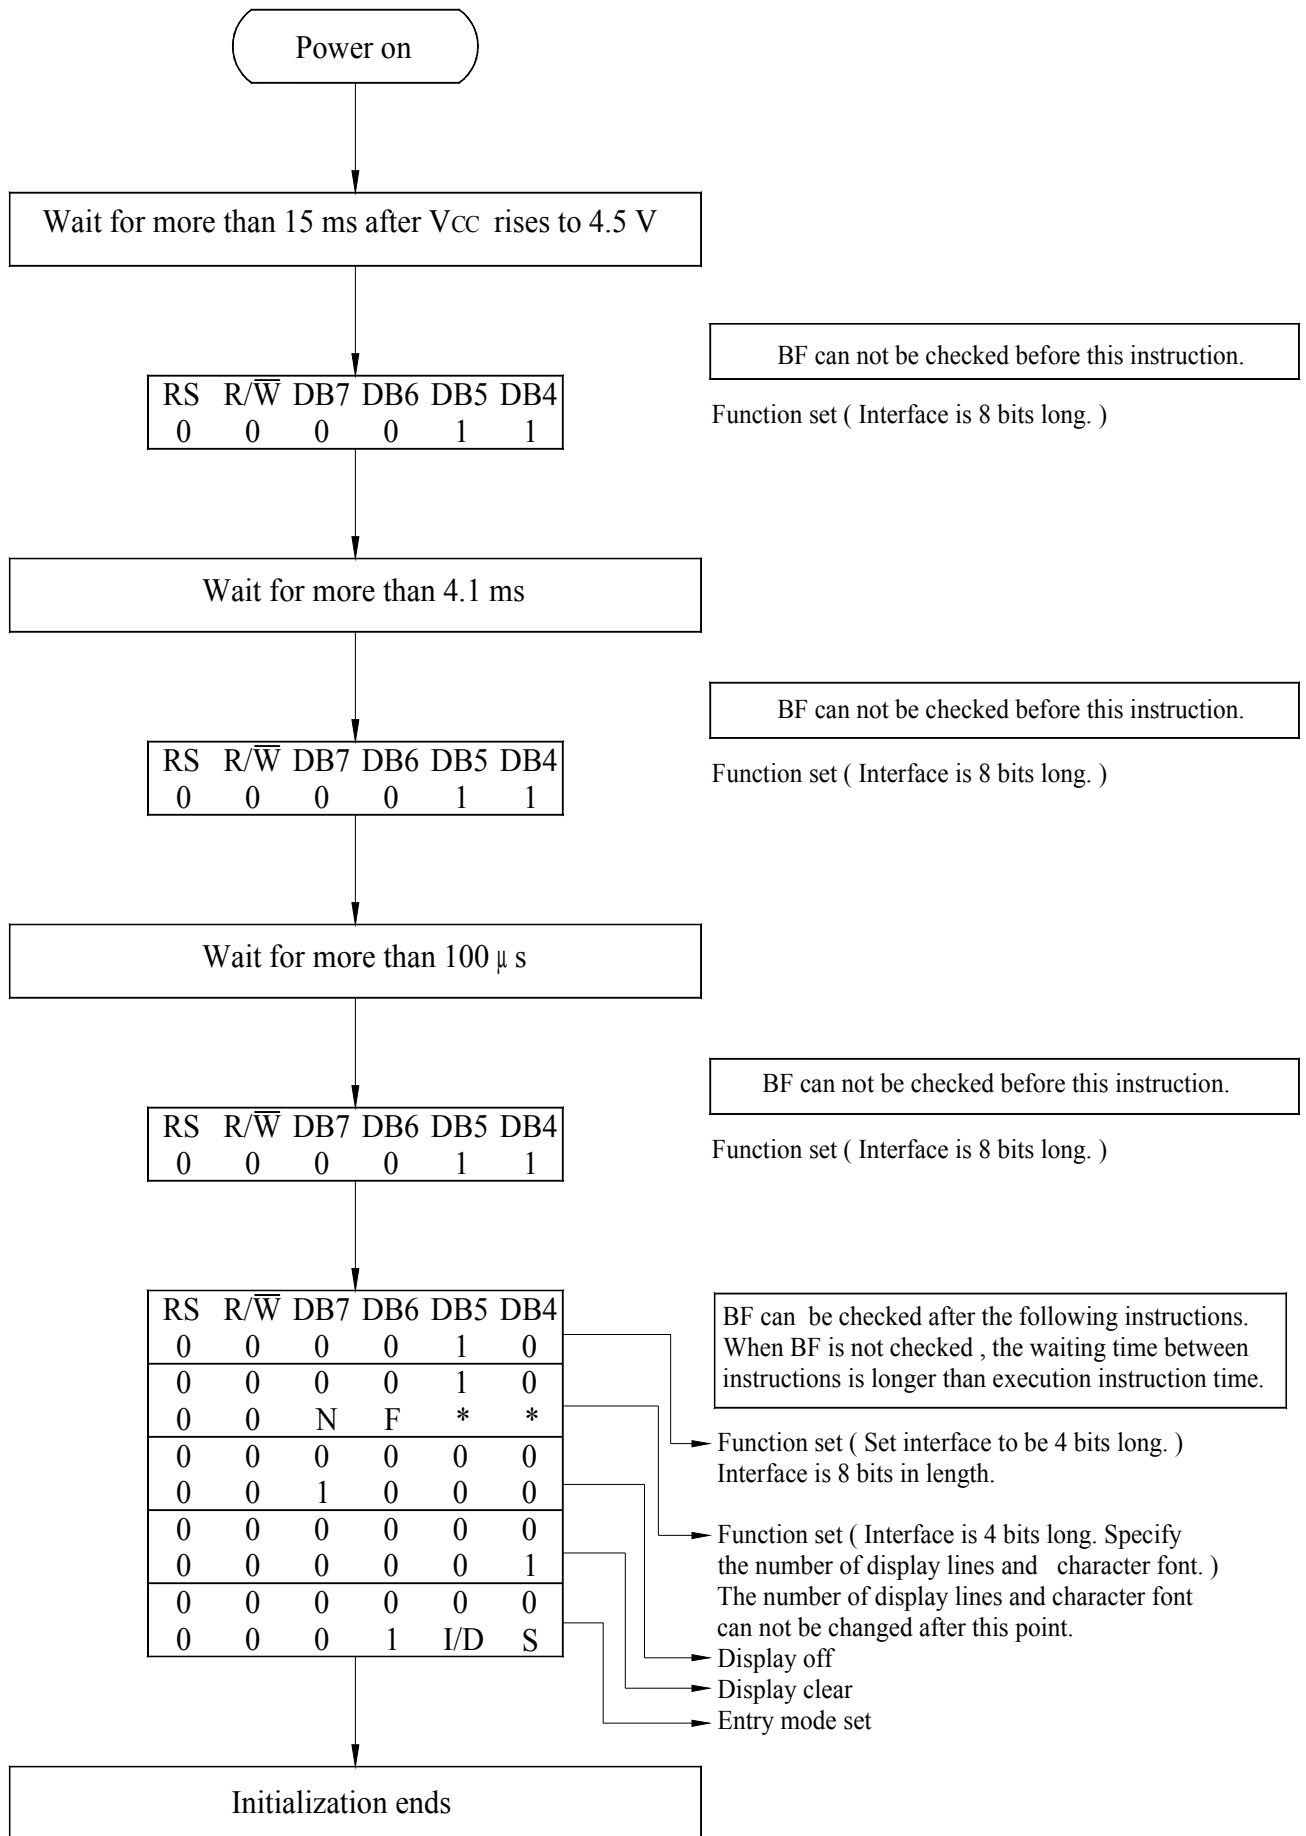 Power on
Wait for more than 15 ms after VCC rises to 4.5 V
BF can not be checked before this instruction.
RS R/W̅ DB7 DB6 DB5 DB4
0 0 0 0 1 1
Function set ( Interface is 8 bits long. )
Wait for more than 4.1 ms
BF can not be checked before this instruction.
RS R/W̅ DB7 DB6 DB5 DB4
0 0 0 0 1 1
Function set ( Interface is 8 bits long. )
Wait for more than 100 μ s
BF can not be checked before this instruction.
RS R/W̅ DB7 DB6 DB5 DB4
0 0 0 0 1 1
Function set ( Interface is 8 bits long. )
RS R/W̅ DB7 DB6 DB5 DB4
0 0 0 0 1 0
0 0 0 0 1 0
0 0 N F * *
0 0 0 0 0 0
0 0 1 0 0 0
0 0 0 0 0 0
0 0 0 0 0 1
0 0 0 0 0 0
0 0 0 1 I/D S
BF can be checked after the following instructions.
When BF is not checked , the waiting time between
instructions is longer than execution instruction time.
Function set ( Set interface to be 4 bits long. )
Interface is 8 bits in length.
Function set ( Interface is 4 bits long. Specify
the number of display lines and character font. )
The number of display lines and character font
can not be changed after this point.
Display off
Display clear
Entry mode set
Initialization ends